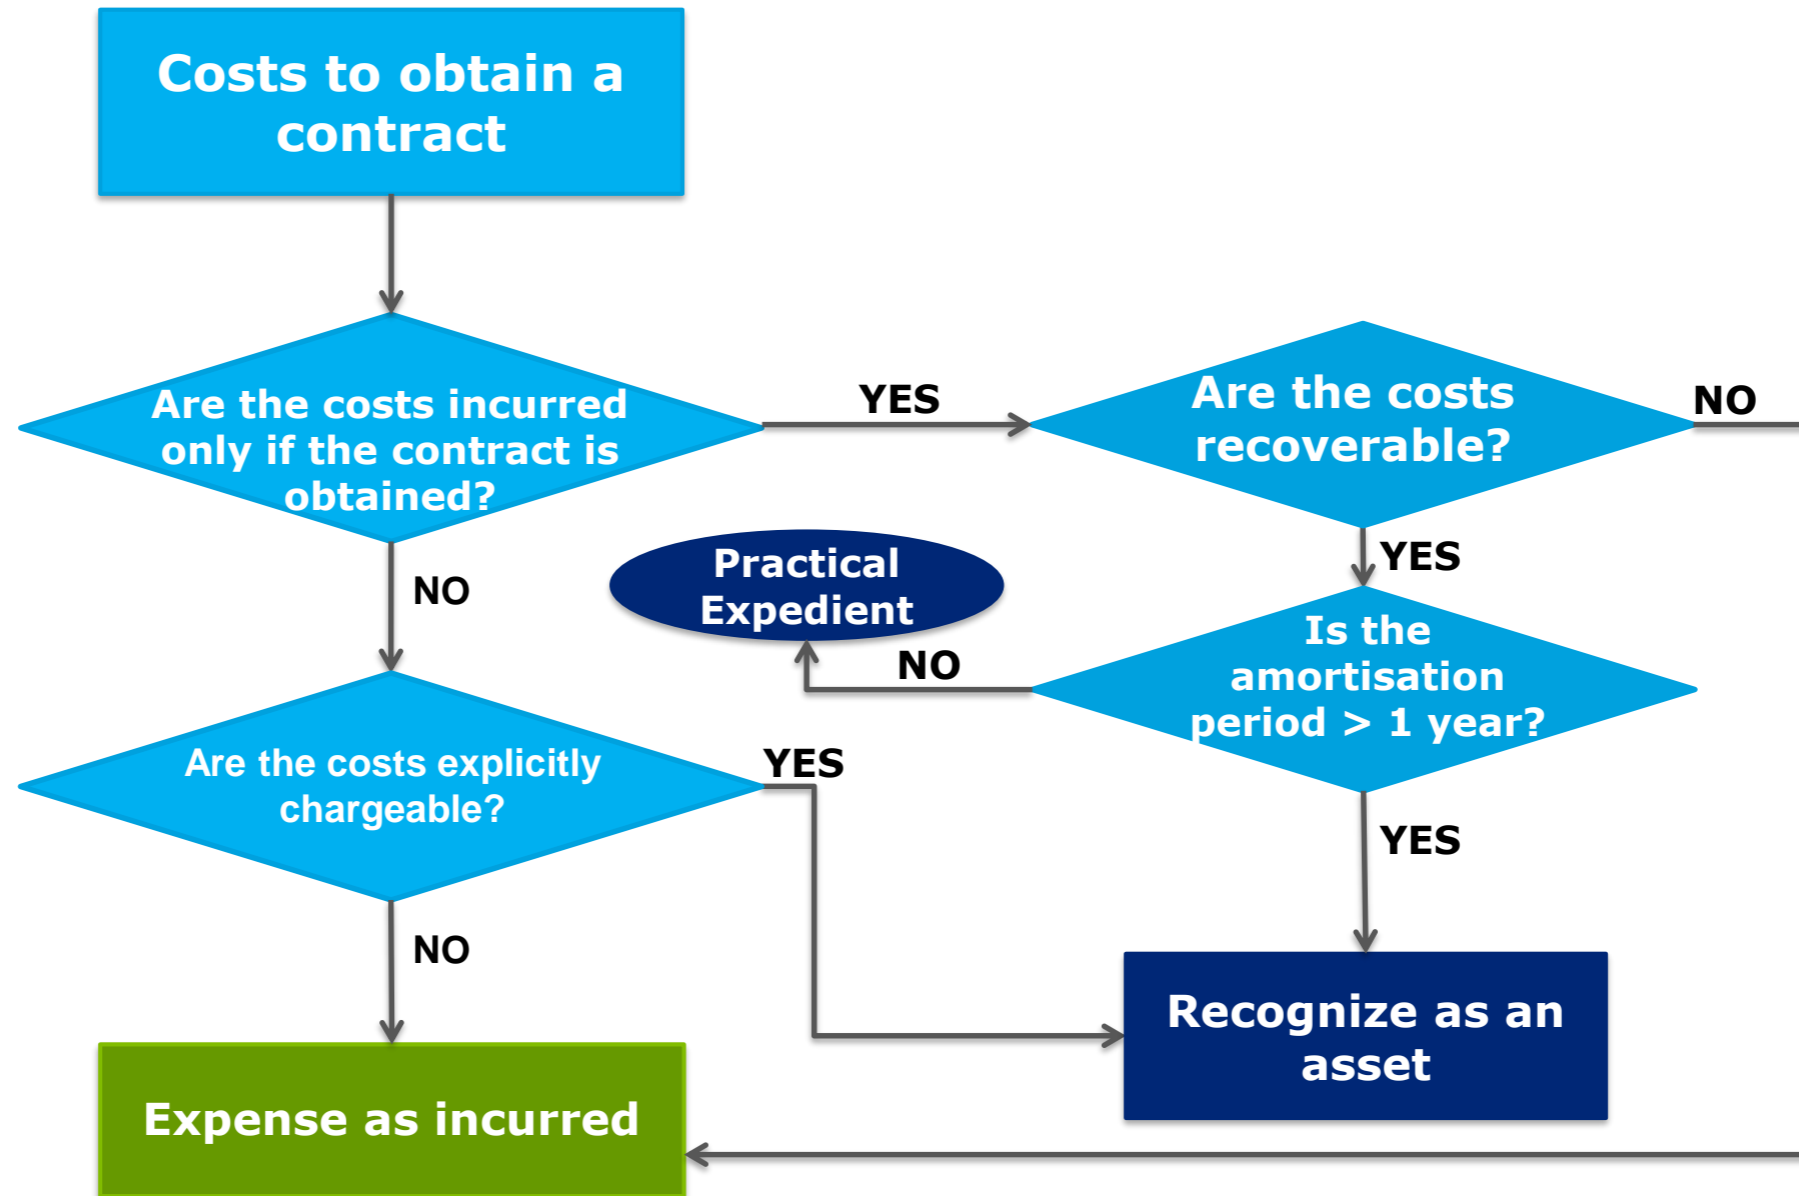 Costs to obtain a
contract
Are the costs incurred
only if the contract is
obtained?
YES
Are the costs
recoverable?
NO
NO
YES
Practical
Expedient
NO
Is the
amortisation
period > 1 year?
Are the costs explicitly
chargeable?
YES
YES
NO
Recognize as an
asset
Expense as incurred